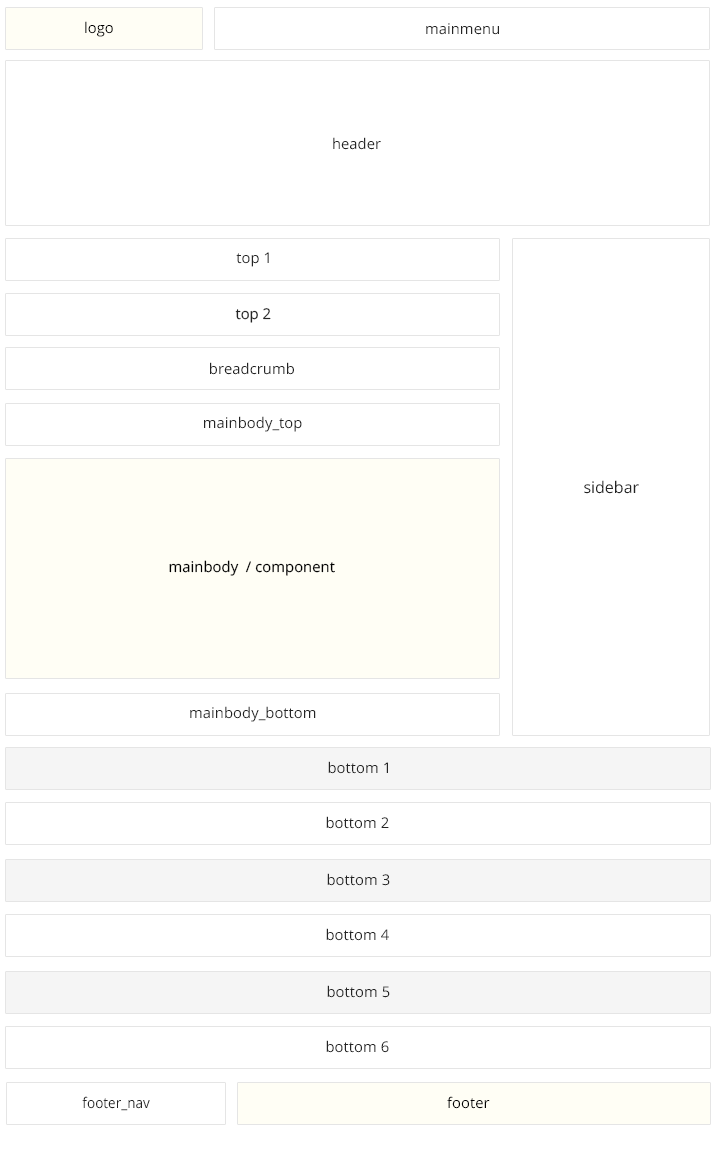 logo
mainmenu
header
top 1
top 2
breadcrumb
mainbody_top
sidebar
mainbody / component
mainbody_bottom
bottom 1
bottom 2
bottom 3
bottom 4
bottom 5
bottom 6
footer_nav
footer